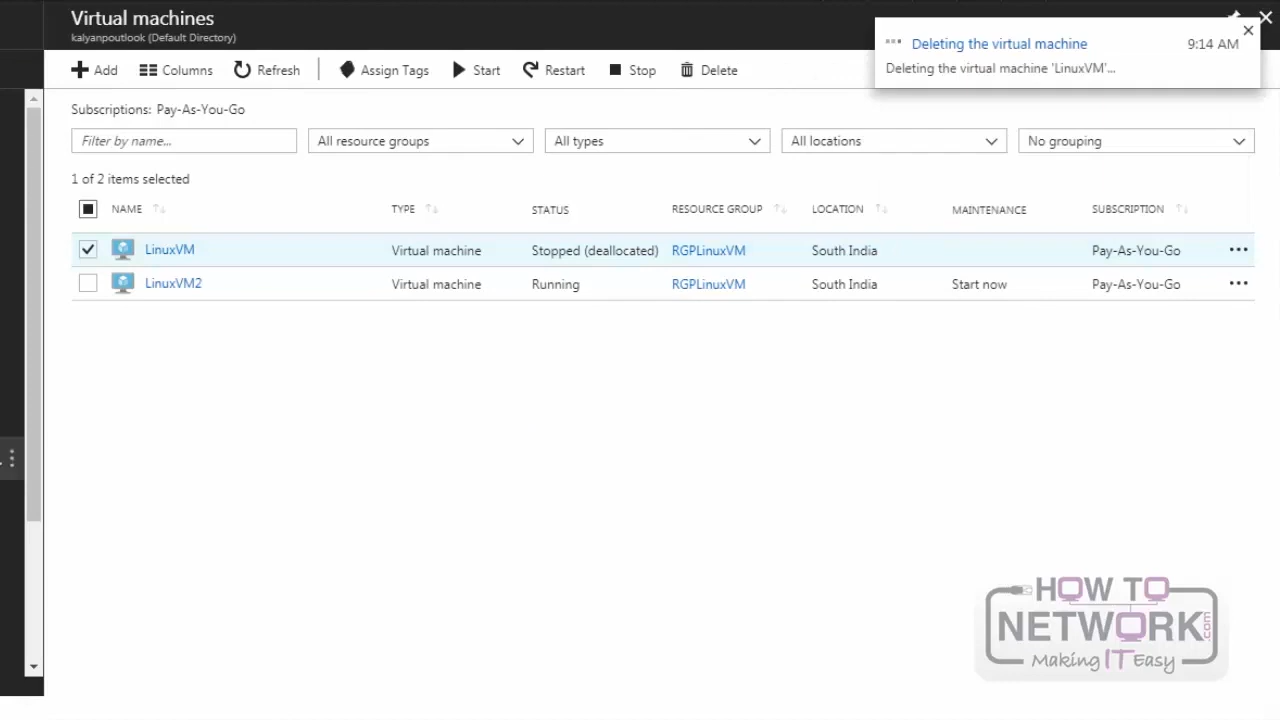 Virtual machines
kalyanpoutlook (Default Directory)
Deleting the virtual machine 9:14 AM
Deleting the virtual machine 'LinuxVM'...
Add Columns Refresh Assign Tags Start Restart Stop Delete
Subscriptions: Pay-As-You-Go
Filter by name... All resource groups All types All locations No grouping
1 of 2 items selected
NAME TYPE STATUS RESOURCE GROUP LOCATION MAINTENANCE SUBSCRIPTION
LinuxVM Virtual machine Stopped (deallocated) RGPLinuxVM South India Pay-As-You-Go
LinuxVM2 Virtual machine Running RGPLinuxVM South India Start now Pay-As-You-Go
HOW TO
NETWORK.com
Making IT Easy